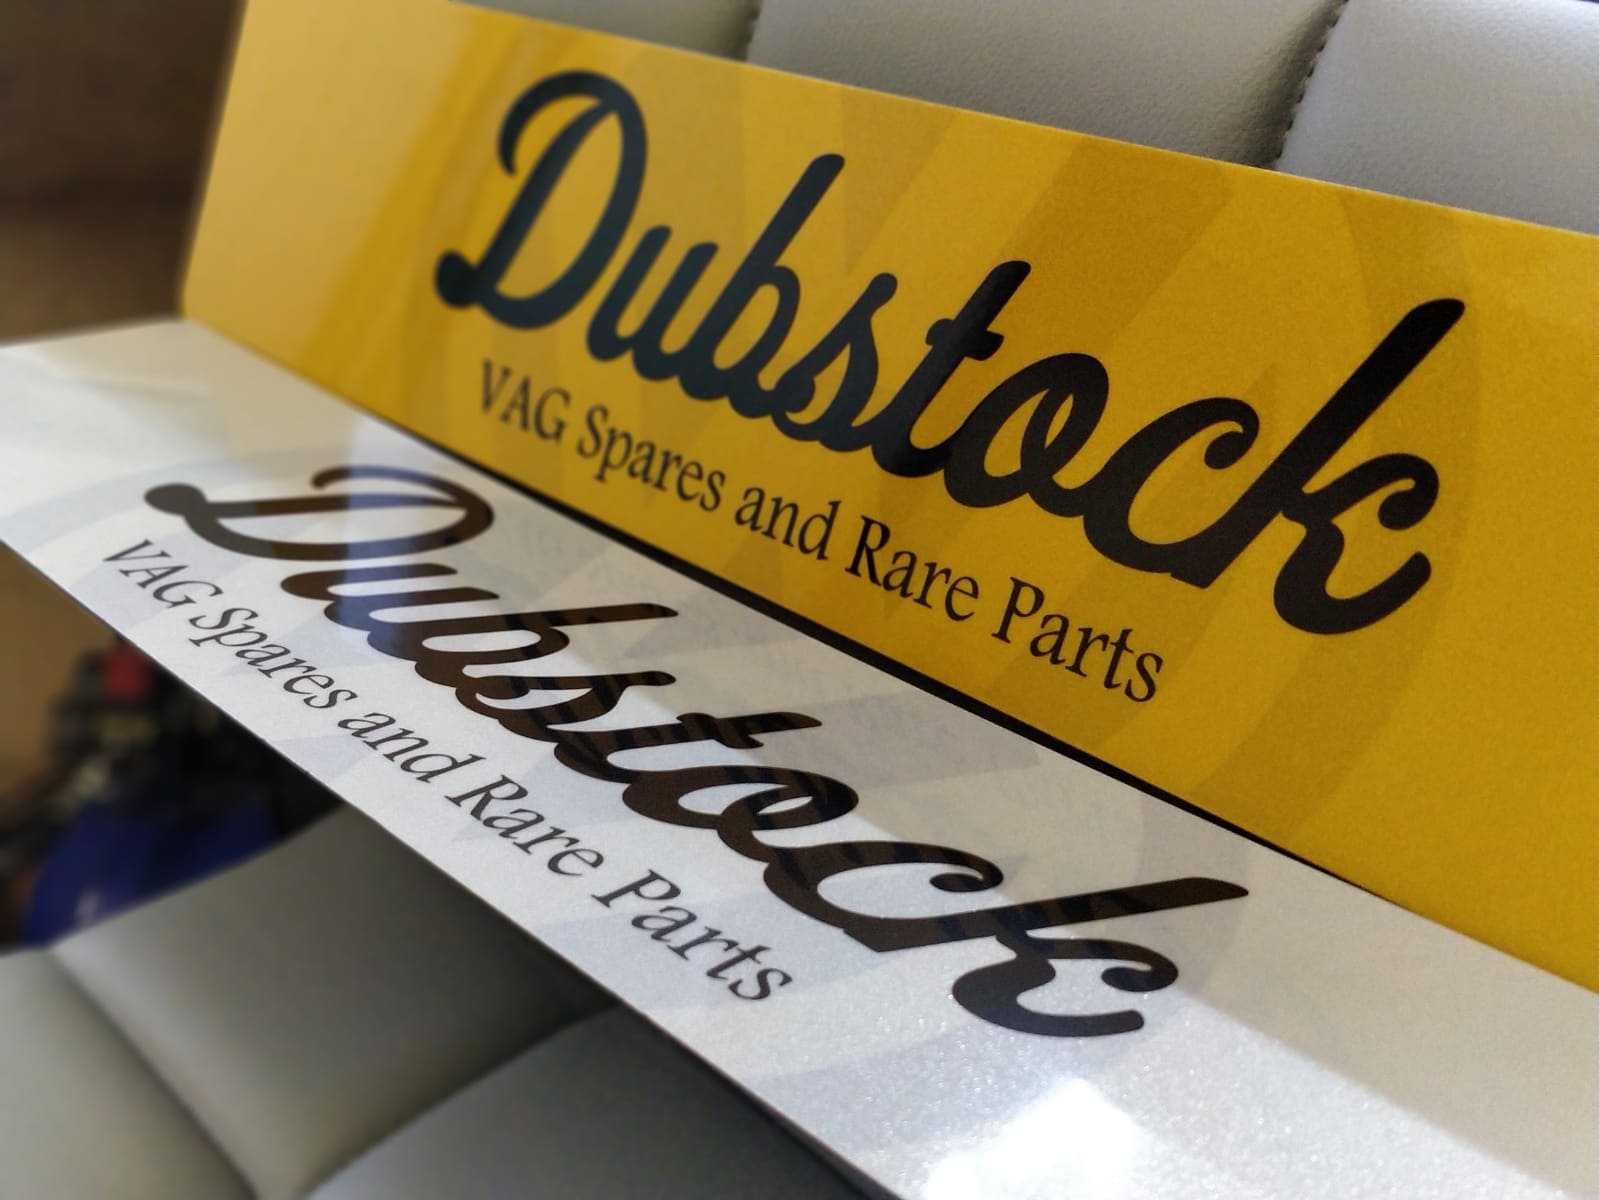 Dubstock
VAG Spares and Rare Parts
Dubstock
VAG Spares and Rare Parts